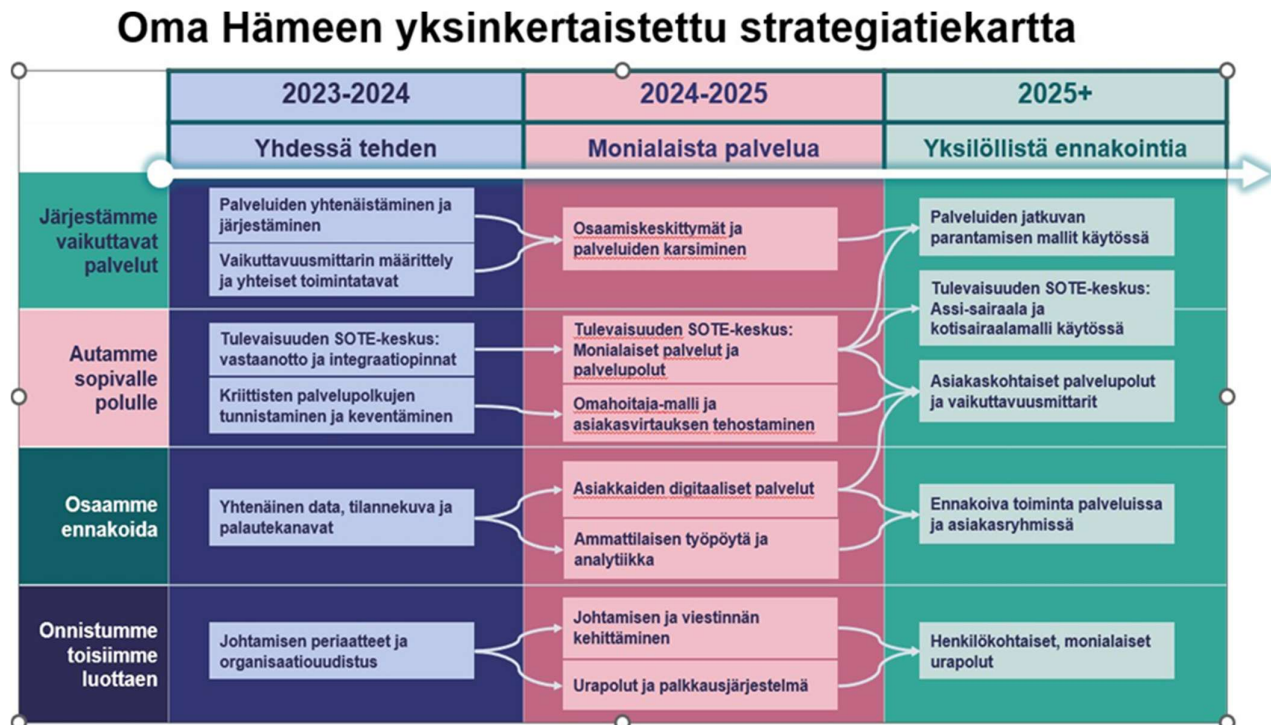 Oma Hämeen yksinkertaistettu strategiatiekartta
2023-2024
2024-2025
2025+
Yhdessä tehden
Monialaista palvelua
Yksilöllistä ennakointia
Järjestämme
vaikuttavat
palvelut
Palveluiden yhtenäistäminen ja
järjestäminen
Vaikuttavuusmittarin määrittely
ja yhteiset toimintatavat
Osaamiskeskittymät ja
palveluiden karsiminen
Palveluiden jatkuvan
parantamisen mallit käytössä
Tulevaisuuden SOTE-keskus:
Assi-sairaala ja
kotisairaalamalli käytössä
Autamme
sopivalle
polulle
Tulevaisuuden SOTE-keskus:
vastaanotto ja integraatiopinnat
Kriittisten palvelupolkujen
tunnistaminen ja keventäminen
Tulevaisuuden SOTE-keskus:
Monialaiset palvelut ja
palvelupolut
Omahoitaja-malli ja
asiakasvirtauksen tehostaminen
Asiakaskohtaiset palvelupolut
ja vaikuttavuusmittarit
Osaamme
ennakoida
Yhtenäinen data, tilannekuva ja
palautekanavat
Asiakkaiden digitaaliset palvelut
Ammattilaisen työpöytä ja
analytiikka
Ennakoiva toiminta palveluissa
ja asiakasryhmissä
Onnistumme
toisiimme
luottaen
Johtamisen periaatteet ja
organisaatiouudistus
Johtamisen ja viestinnän
kehittäminen
Urapolut ja palkkausjärjestelmä
Henkilökohtaiset, monialaiset
urapolut